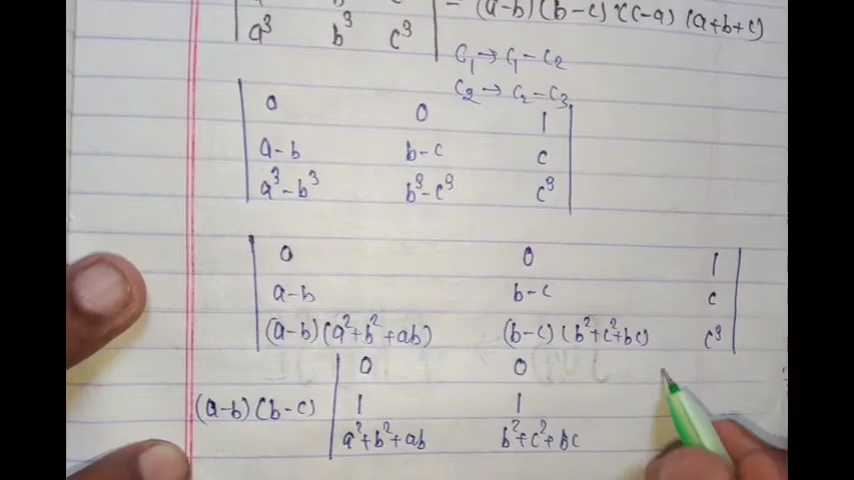 = (a-b) (b-c) (c-a) (a+b+c)
a³ b³ c³
C₁ → C₁ - C₂
C₂ → C₂ - C₃
0 0 1
a-b b-c c
a³-b³ b³-c³ c³
0 0 1
a-b b-c c
(a-b)(a²+b²+ab) (b-c)(b²+c²+bc) c³
0 0
(a-b)(b-c) 1 1
a²+b²+ab b²+c²+bc